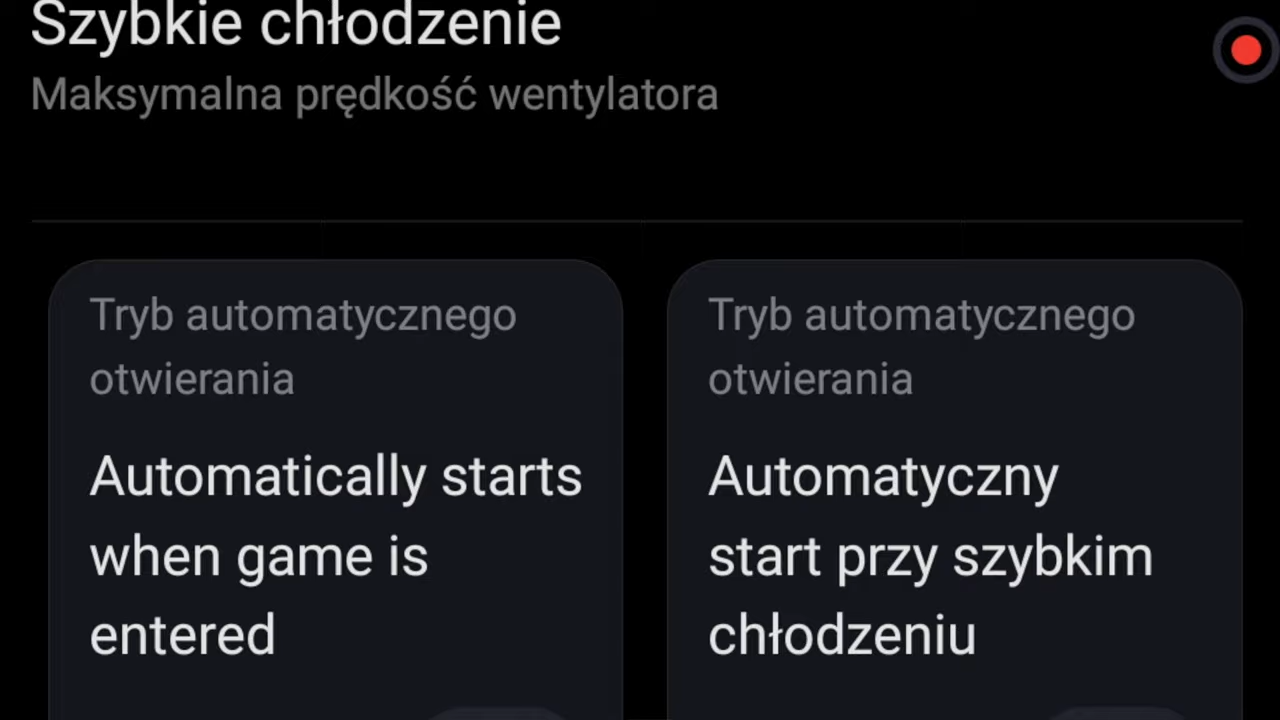 Szybkie chłodzenie
Maksymalna prędkość wentylatora
Tryb automatycznego
otwierania
Automatically starts
when game is
entered
Tryb automatycznego
otwierania
Automatyczny
start przy szybkim
chłodzeniu